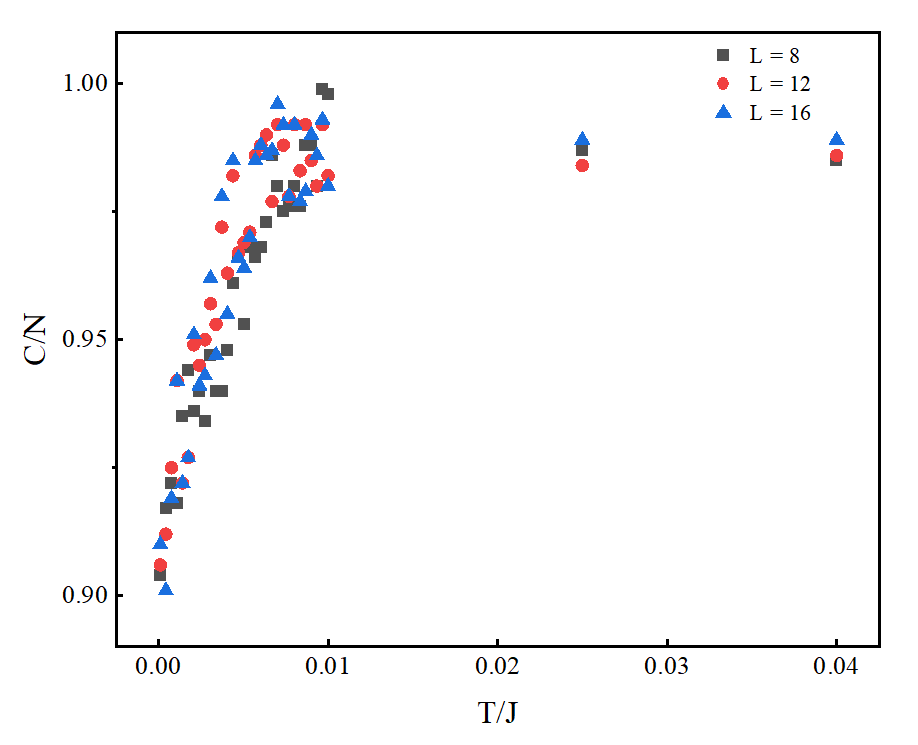 L = 8
L = 12
L = 16
1.00
0.95
0.90
C/N
0.00 0.01 0.02 0.03 0.04
T/J